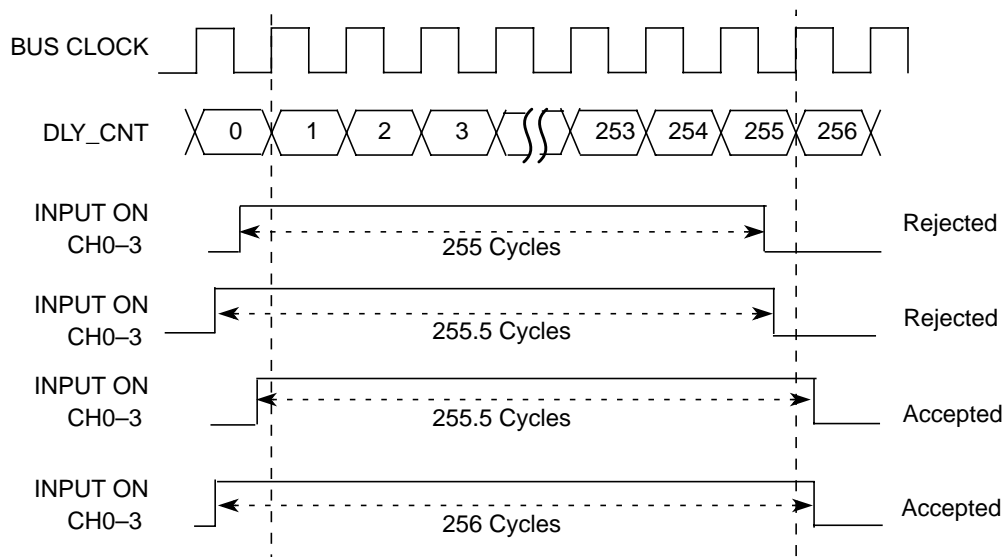 BUS CLOCK
DLY_CNT
0 1 2 3 253 254 255 256
INPUT ON
CH0–3
255 Cycles
Rejected
INPUT ON
CH0–3
255.5 Cycles
Rejected
INPUT ON
CH0–3
255.5 Cycles
Accepted
INPUT ON
CH0–3
256 Cycles
Accepted